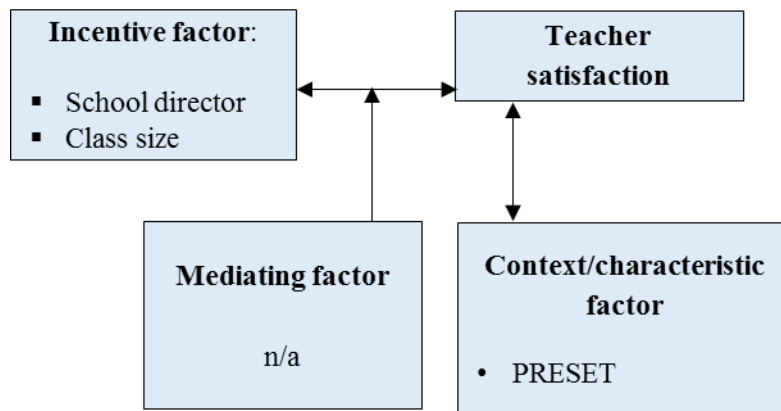 Incentive factor:
▪ School director
▪ Class size
Teacher
satisfaction
Mediating factor
n/a
Context/characteristic
factor
• PRESET